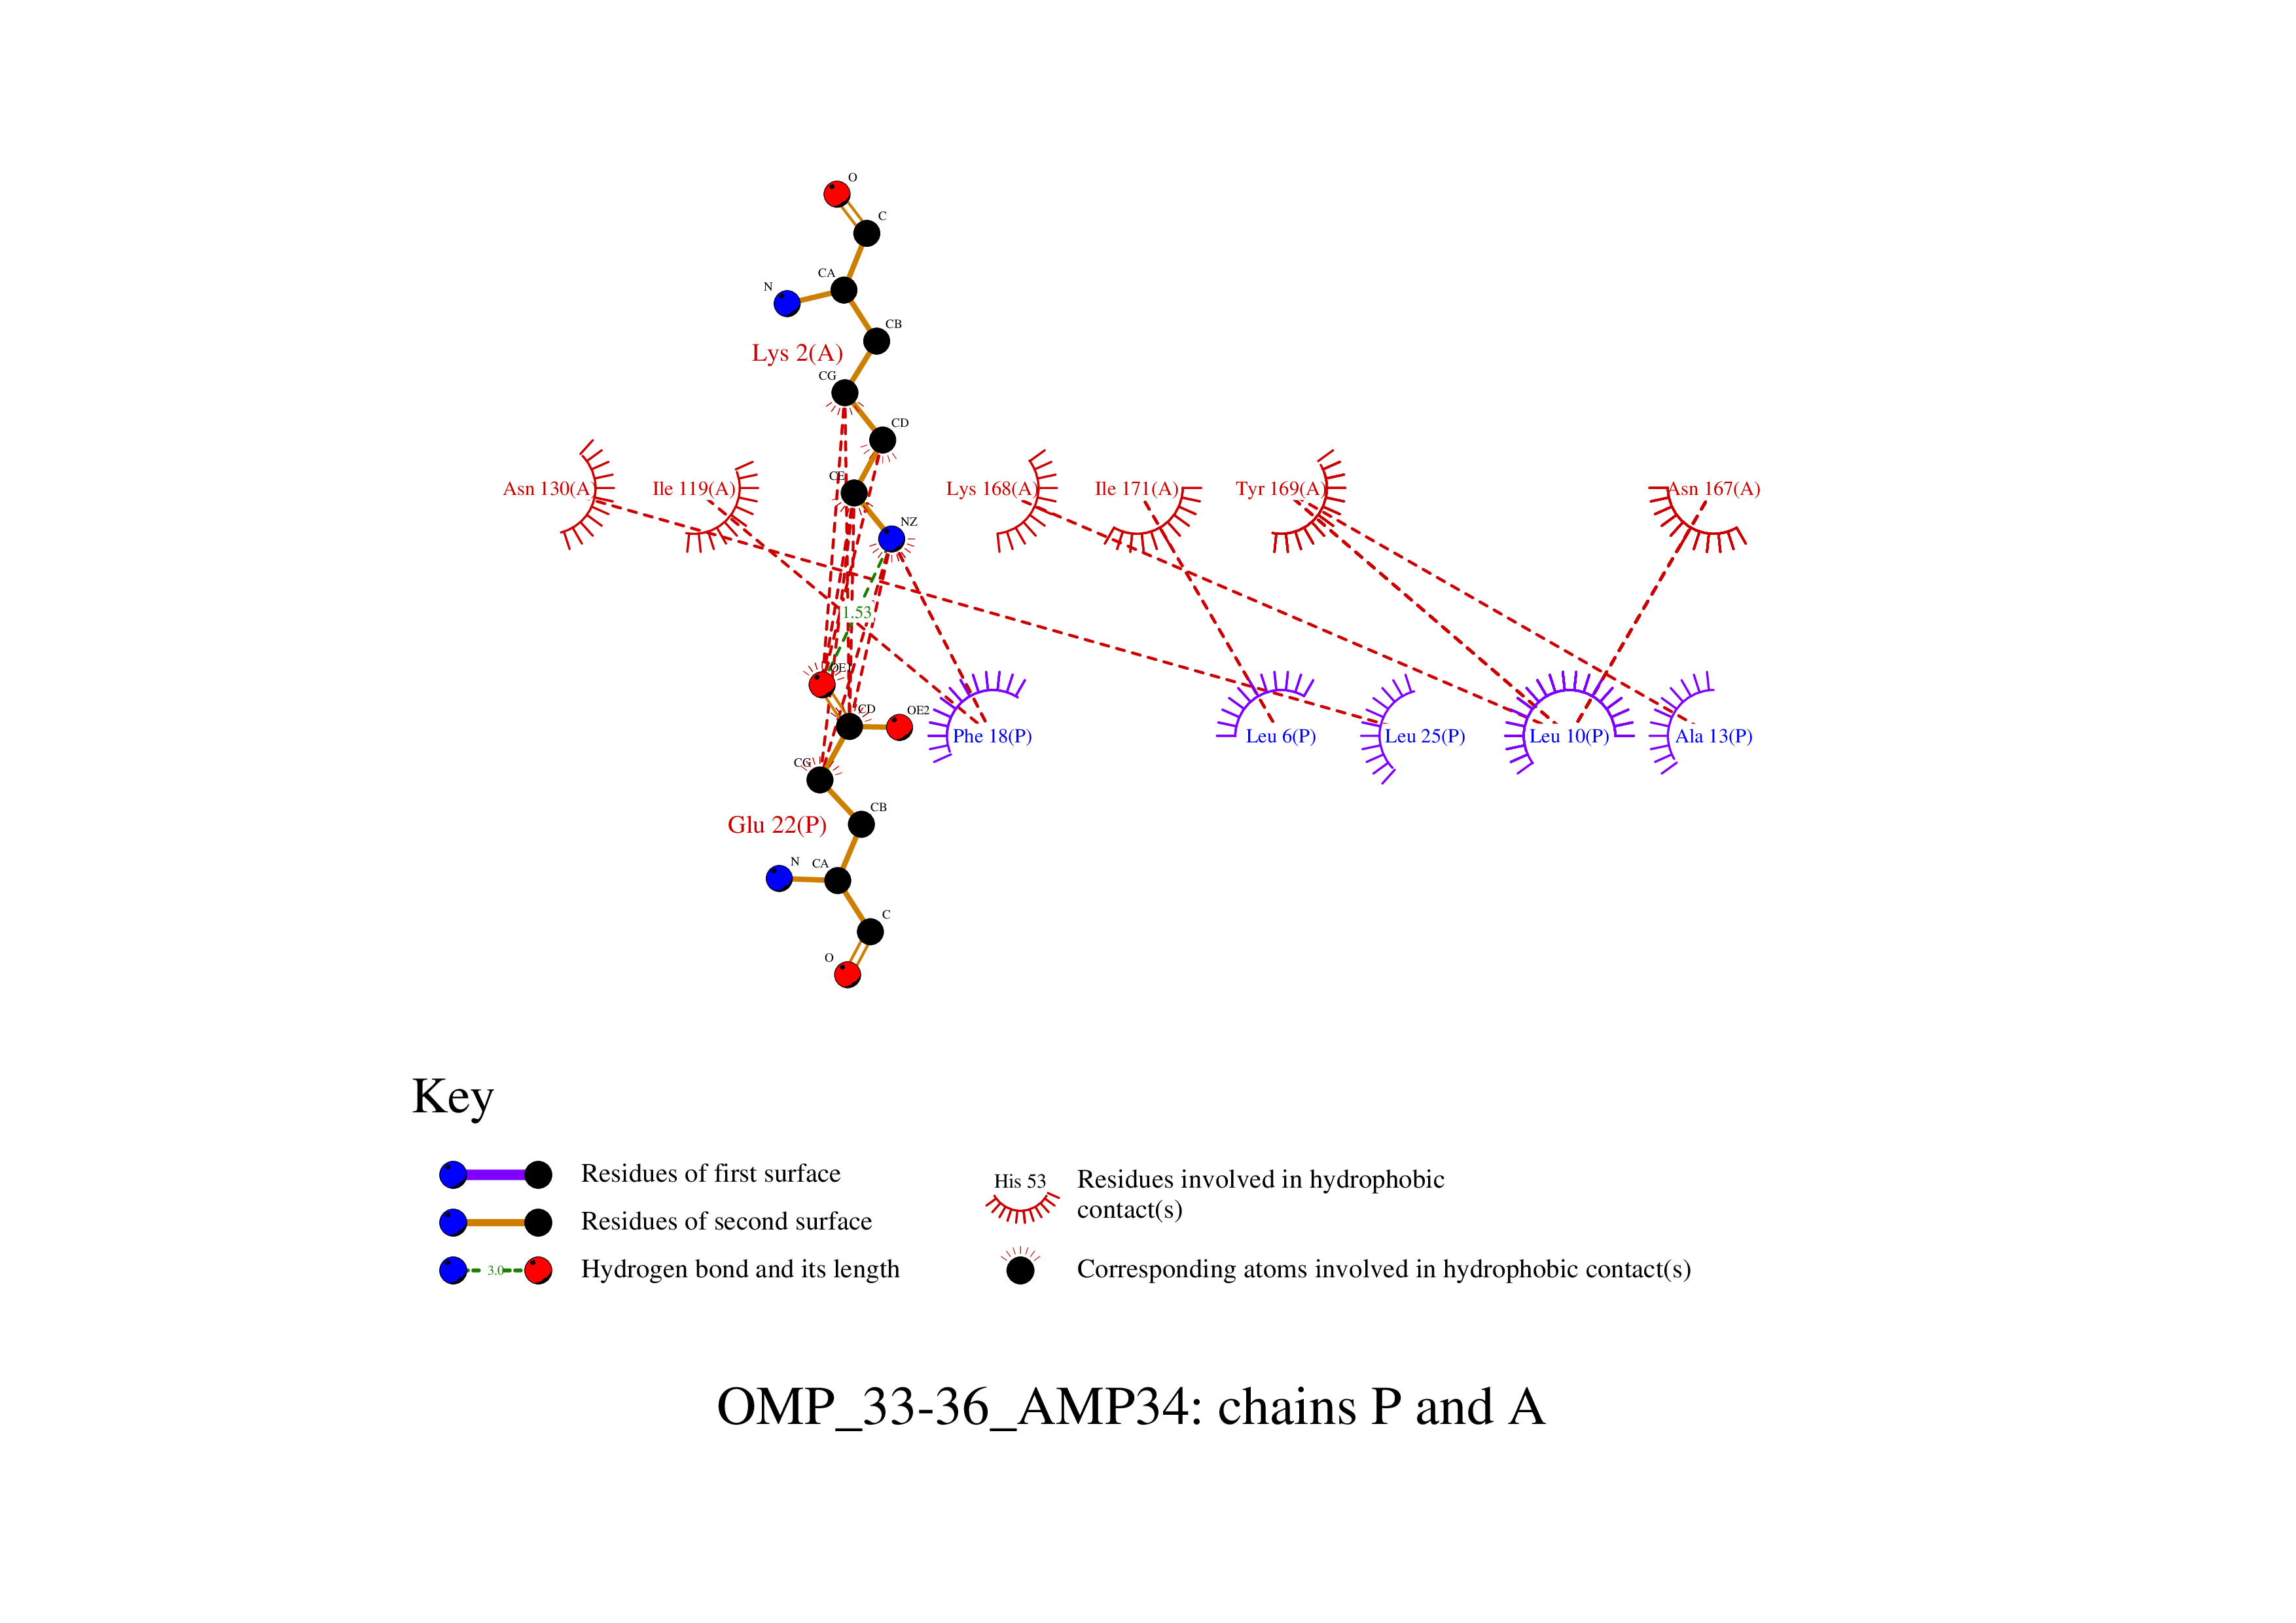 O
C
CA
N
CB
Lys 2(A)
CG
CD
CE
Asn 130(A)
Ile 119(A)
Lys 168(A)
Ile 171(A)
Tyr 169(A)
Asn 167(A)
NZ
1.53
OE1
CD
OE2
Phe 18(P)
Leu 6(P)
Leu 25(P)
Leu 10(P)
Ala 13(P)
CG
CB
Glu 22(P)
N
CA
C
O
Key
Residues of first surface
Residues of second surface
3.0
Hydrogen bond and its length
His 53
Residues involved in hydrophobic
contact(s)
Corresponding atoms involved in hydrophobic contact(s)
OMP_33-36_AMP34: chains P and A